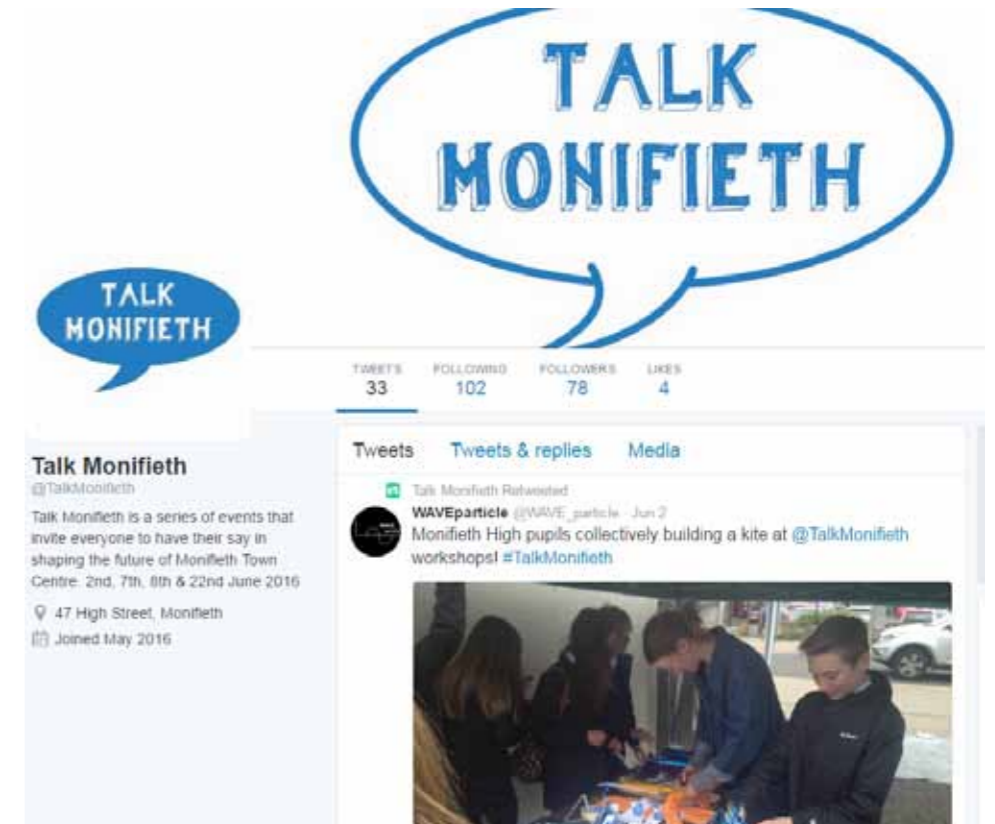 TALK
MONIFIETH
TALK
MONIFIETH
TWEETS
33
FOLLOWING
102
FOLLOWERS
78
LIKES
4
Talk Monifieth
@TalkMonifieth
Talk Monifieth is a series of events that
invite everyone to have their say in
shaping the future of Monifieth Town
Centre. 2nd, 7th, 8th & 22nd June 2016
47 High Street, Monifieth
Joined May 2016
Tweets Tweets & replies Media
Talk Monifieth Retweeted
WAVEparticle @WAVE_particle · Jun 2
Monifieth High pupils collectively building a kite at @TalkMonifieth
workshops! #TalkMonifieth